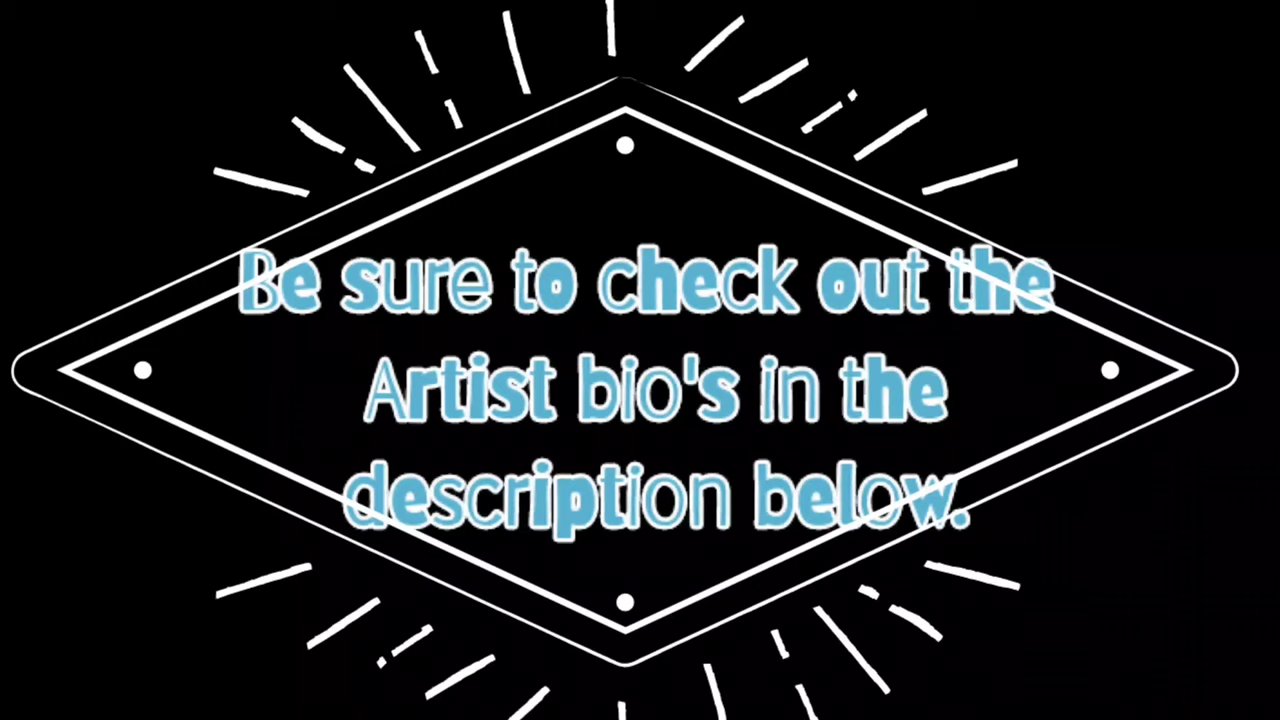 Be sure to check out the
Artist bio's in the
description below.